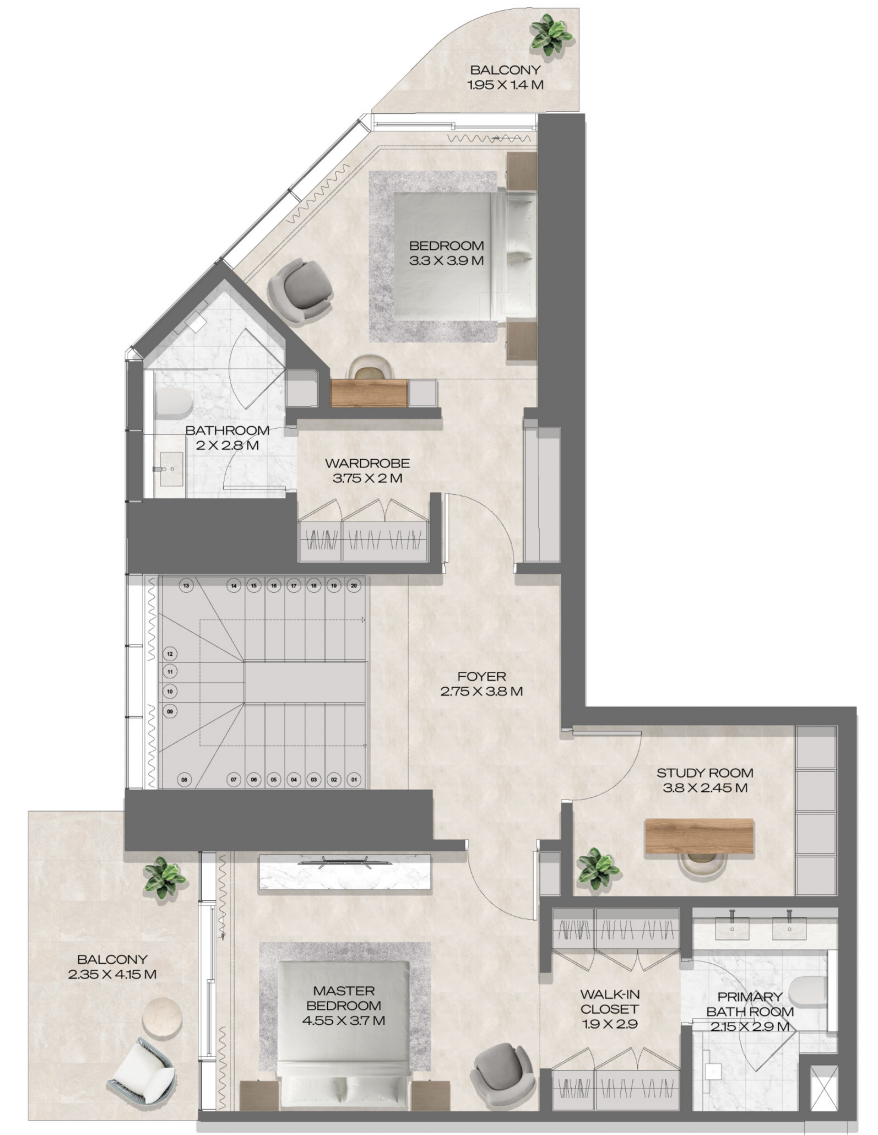 BALCONY
1.95 X 1.4 M
BEDROOM
3.3 X 3.9 M
BATHROOM
2 X 2.8 M
WARDROBE
3.75 X 2 M
13 14 15 16 17 18 19 20
12
11
10
09
FOYER
2.75 X 3.8 M
08 07 06 05 04 03 02 01
STUDY ROOM
3.8 X 2.45 M
BALCONY
2.35 X 4.15 M
MASTER
BEDROOM
4.55 X 3.7 M
WALK-IN
CLOSET
1.9 X 2.9
PRIMARY
BATH ROOM
2.15 X 2.9 M